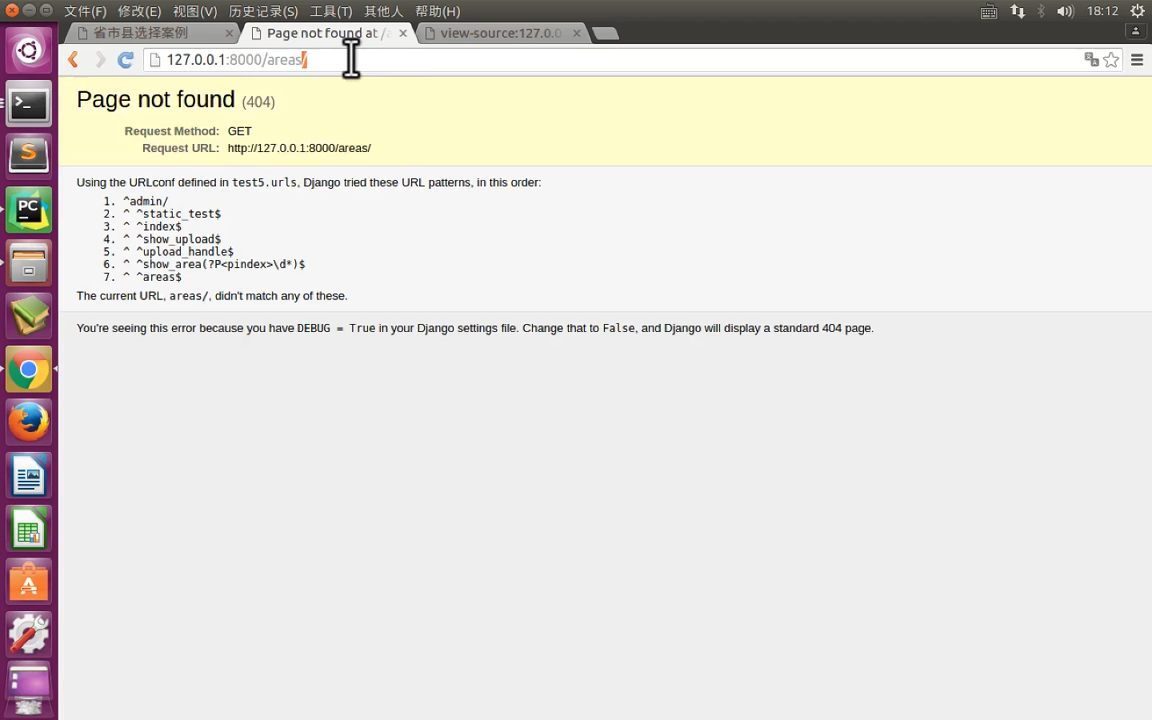 文件(F) 修改(E) 视图(V) 历史记录(S) 工具(T) 其他人 帮助(H) 18:12
省市县选择案例 Page not found at /a view-source:127.0.0
127.0.0.1:8000/areas/
Page not found (404)
Request Method: GET
Request URL: http://127.0.0.1:8000/areas/
Using the URLconf defined in test5.urls, Django tried these URL patterns, in this order:
1. ^admin/
2. ^ ^static_test$
3. ^ ^index$
4. ^ ^show_upload$
5. ^ ^upload_handle$
6. ^ ^show_area(?P<pindex>\d*)$
7. ^ ^areas$
The current URL, areas/, didn't match any of these.
You're seeing this error because you have DEBUG = True in your Django settings file. Change that to False, and Django will display a standard 404 page.
PC